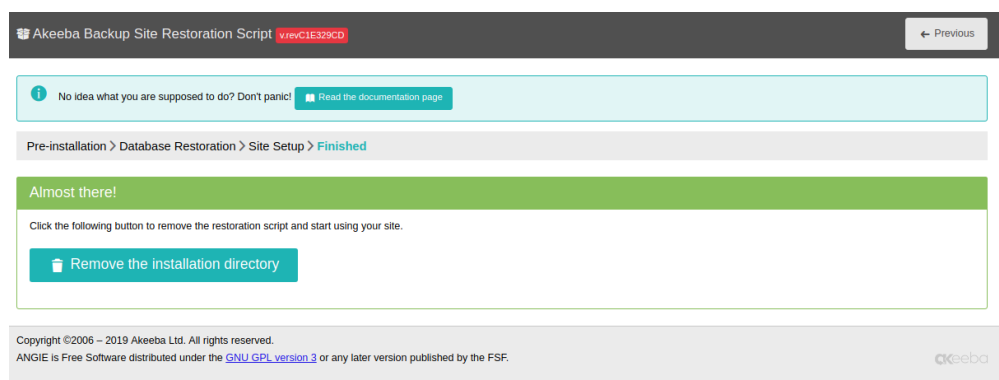 Akeeba Backup Site Restoration Script v.revC1E329CD
Previous
No idea what you are supposed to do? Don't panic! Read the documentation page
Pre-installation > Database Restoration > Site Setup > Finished
Almost there!
Click the following button to remove the restoration script and start using your site.
Remove the installation directory
Copyright ©2006 – 2019 Akeeba Ltd. All rights reserved.
ANGIE is Free Software distributed under the GNU GPL version 3 or any later version published by the FSF.
akeeba